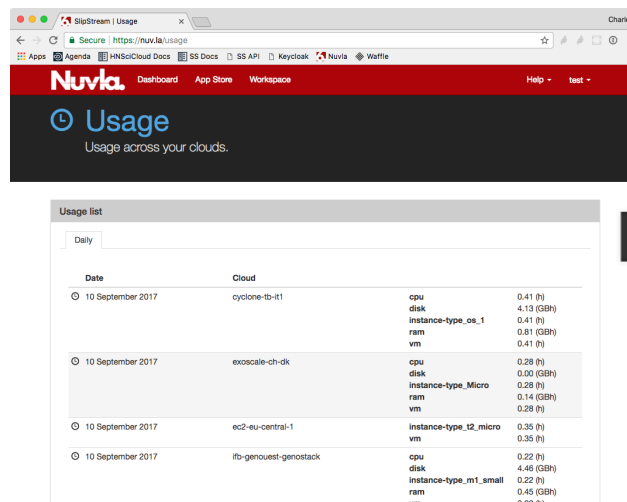 SlipStream | Usage
Charl
Secure | https://nuv.la/usage
Apps Agenda HNSciCloud Docs SS Docs SS API Keycloak Nuvla Waffle
Nuvla. Dashboard App Store Workspace Help test
Usage
Usage across your clouds.
Usage list
Daily
Date Cloud
10 September 2017 cyclone-tb-it1 cpu 0.41 (h)
disk 4.13 (GBh)
instance-type_os_1 0.41 (h)
ram 0.81 (GBh)
vm 0.41 (h)
10 September 2017 exoscale-ch-dk cpu 0.28 (h)
disk 0.00 (GBh)
instance-type_Micro 0.28 (h)
ram 0.14 (GBh)
vm 0.28 (h)
10 September 2017 ec2-eu-central-1 instance-type_t2_micro 0.35 (h)
vm 0.35 (h)
10 September 2017 ifb-genouest-genostack cpu 0.22 (h)
disk 4.46 (GBh)
instance-type_m1_small 0.22 (h)
ram 0.45 (GBh)